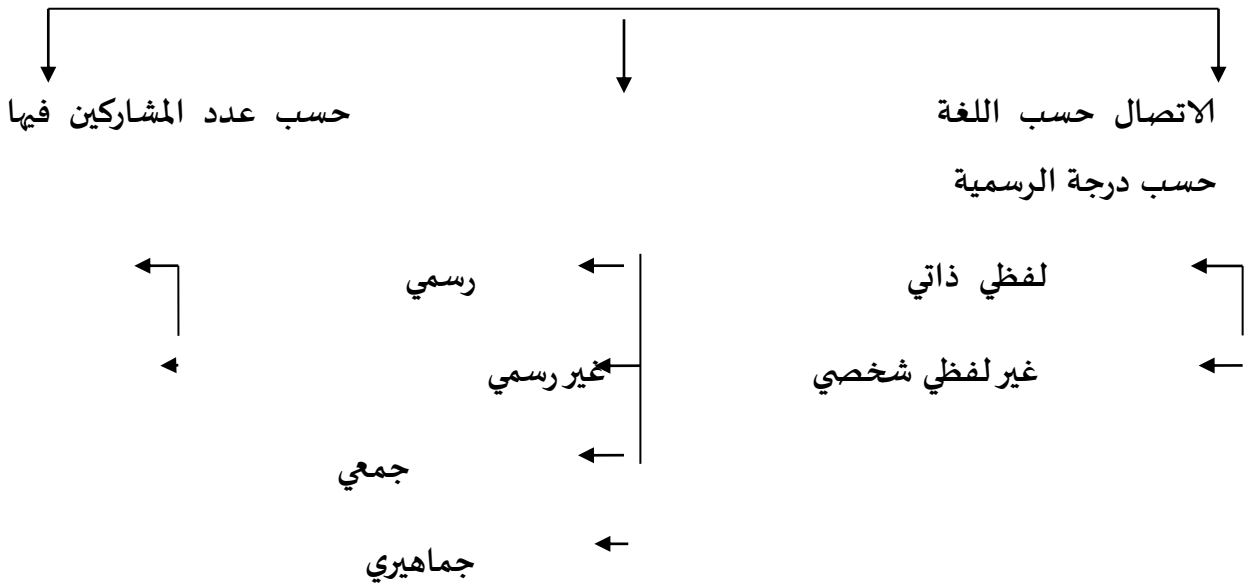 الاتصال حسب اللغة حسب عدد المشاركين فيها
حسب درجة الرسمية
لفظي ذاتي رسمي
غير لفظي شخصي غير رسمي
جمعي
جماهيري